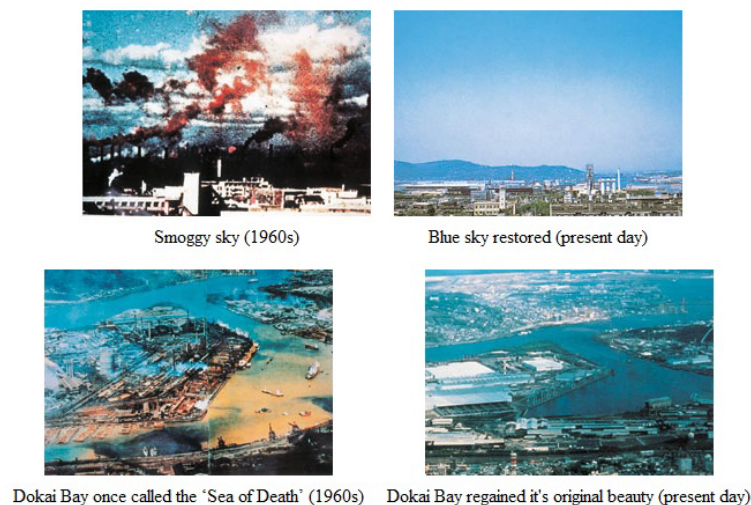 Smoggy sky (1960s)
Blue sky restored (present day)
Dokai Bay once called the ‘Sea of Death’ (1960s)
Dokai Bay regained it's original beauty (present day)